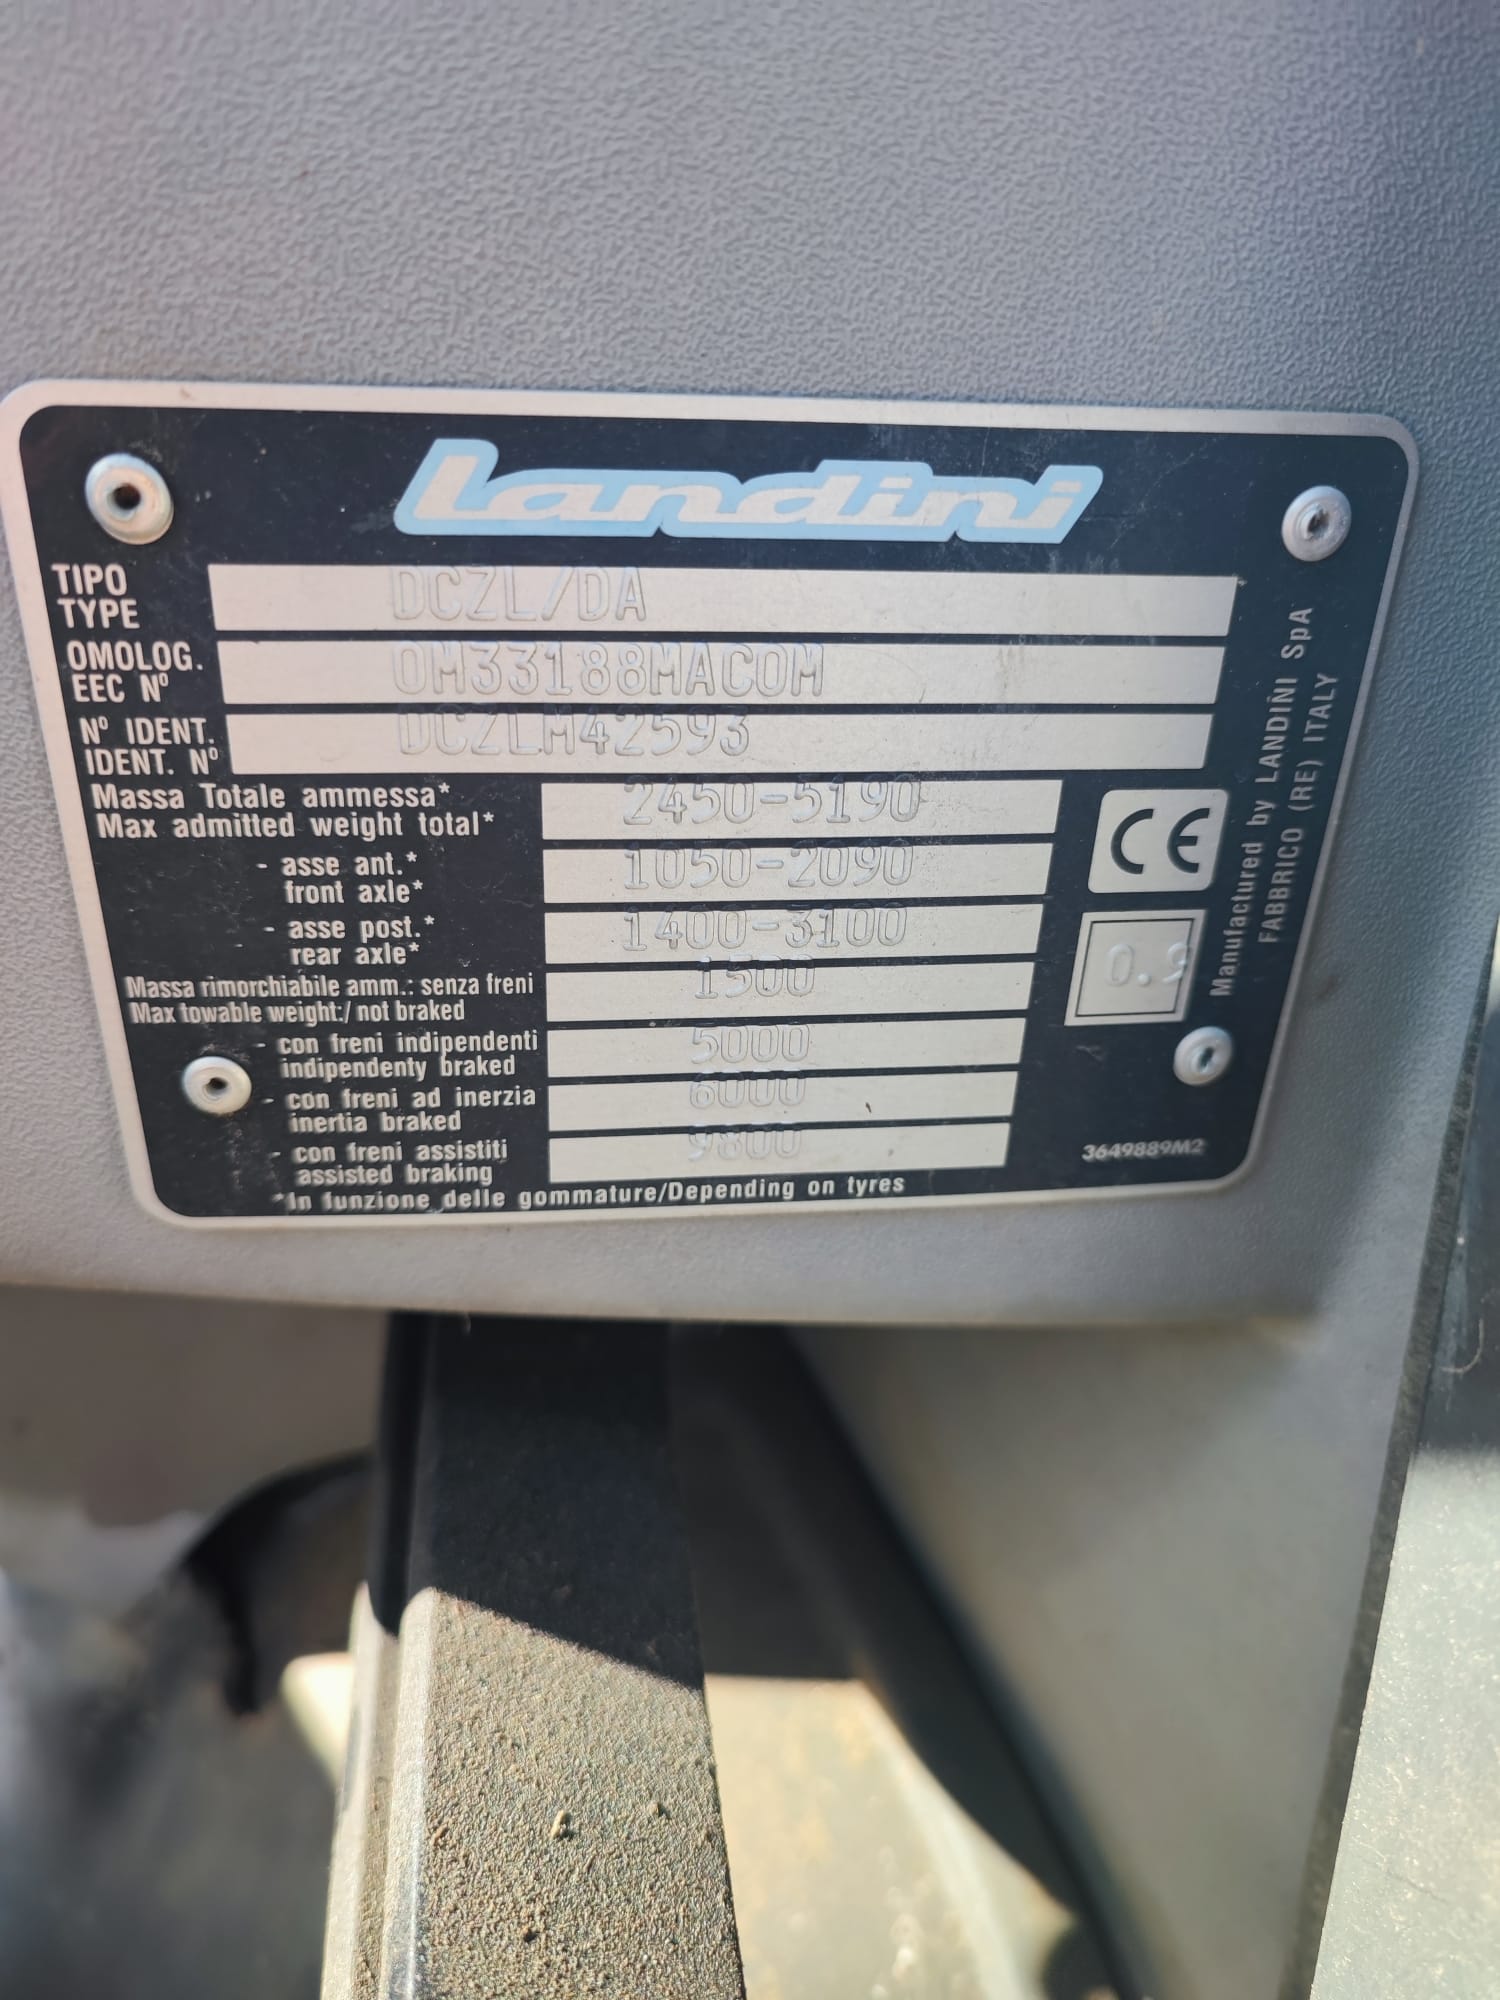 Landini
TIPO
TYPE
DCZL/DA
OMOLOG.
EEC Nº
OM33188MACOM
Nº IDENT.
IDENT. Nº
DCZLM42593
Massa Totale ammessa*
Max admitted weight total*
2450-5190
- asse ant.*
front axle*
1050-2090
- asse post.*
rear axle*
1400-3100
Massa rimorchiabile amm.: senza freni
Max towable weight:/ not braked
1500
- con freni indipendenti
indipendenty braked
5000
- con freni ad inerzia
inertia braked
6000
- con freni assistiti
assisted braking
9800
*In funzione delle gommature/Depending on tyres
CE
Manufactured by LANDINI SpA
FABBRICO (RE) ITALY
3649889M2